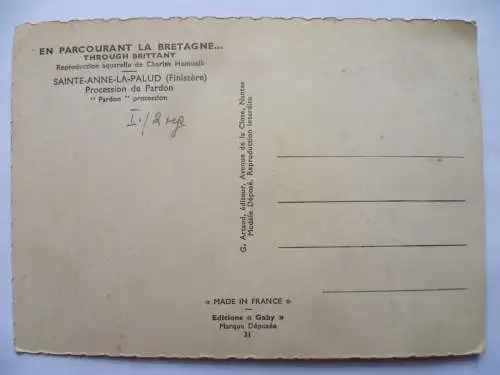 EN PARCOURANT LA BRETAGNE...
THROUGH BRITTANY
Reproduction aquarelle de Charles Homualk
SAINTE-ANNE-LA-PALUD (Finistère)
Procession de Pardon
" Pardon " procession
G. Artaud, éditeur, Avenue de la Close, Nantes
Modèle Déposé, Reproduction interdite
« MADE IN FRANCE »
Editions « Gaby »
Marque Déposée
31